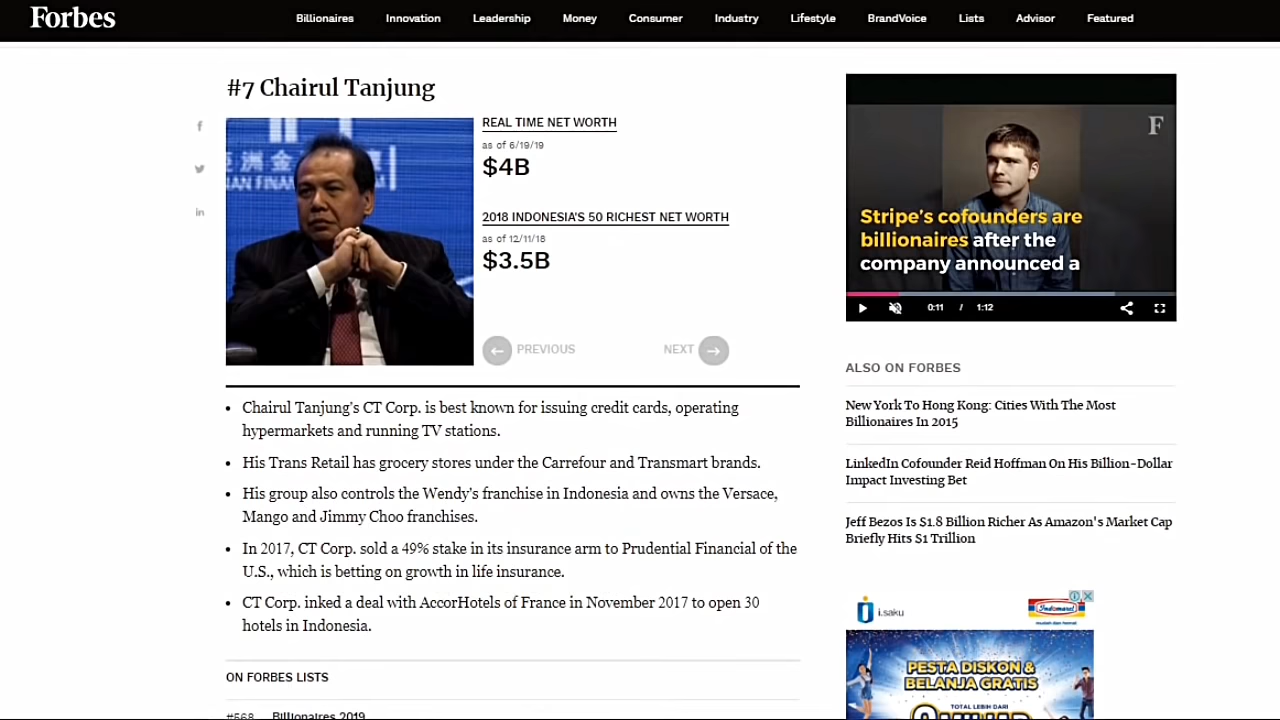 Forbes
Billionaires Innovation Leadership Money Consumer Industry Lifestyle BrandVoice Lists Advisor Featured
#7 Chairul Tanjung
REAL TIME NET WORTH
as of 6/19/19
$4B
2018 INDONESIA'S 50 RICHEST NET WORTH
as of 12/11/18
$3.5B
PREVIOUS NEXT
Chairul Tanjung's CT Corp. is best known for issuing credit cards, operating
hypermarkets and running TV stations.
His Trans Retail has grocery stores under the Carrefour and Transmart brands.
His group also controls the Wendy's franchise in Indonesia and owns the Versace,
Mango and Jimmy Choo franchises.
In 2017, CT Corp. sold a 49% stake in its insurance arm to Prudential Financial of the
U.S., which is betting on growth in life insurance.
CT Corp. inked a deal with AccorHotels of France in November 2017 to open 30
hotels in Indonesia.
ON FORBES LISTS
#568 Billionaires 2019
F
Stripe's cofounders are
billionaires after the
company announced a
0:11 / 1:12
ALSO ON FORBES
New York To Hong Kong: Cities With The Most
Billionaires In 2015
LinkedIn Cofounder Reid Hoffman On His Billion-Dollar
Impact Investing Bet
Jeff Bezos Is $1.8 Billion Richer As Amazon's Market Cap
Briefly Hits $1 Trillion
i.saku
Indomaret
mudah dan hemat
PESTA DISKON &
BELANJA GRATIS
TOTAL LEBIH DARI